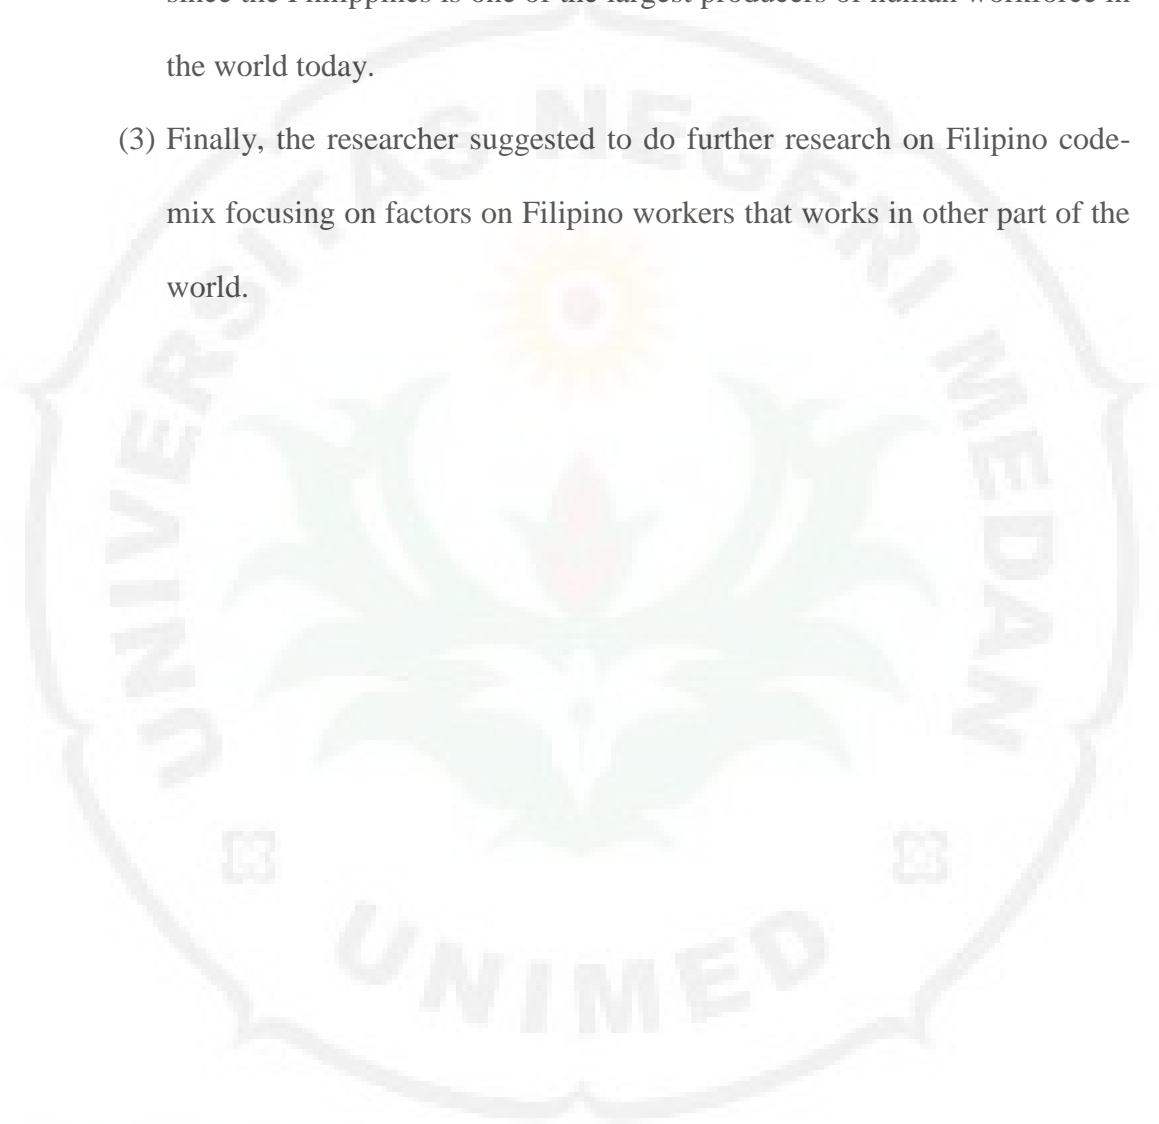 since the Philippines is one of the largest producers of human workforce in
the world today.
(3) Finally, the researcher suggested to do further research on Filipino code-
mix focusing on factors on Filipino workers that works in other part of the
world.
UNIVERSITAS NEGERI MEDAN
UNIMED